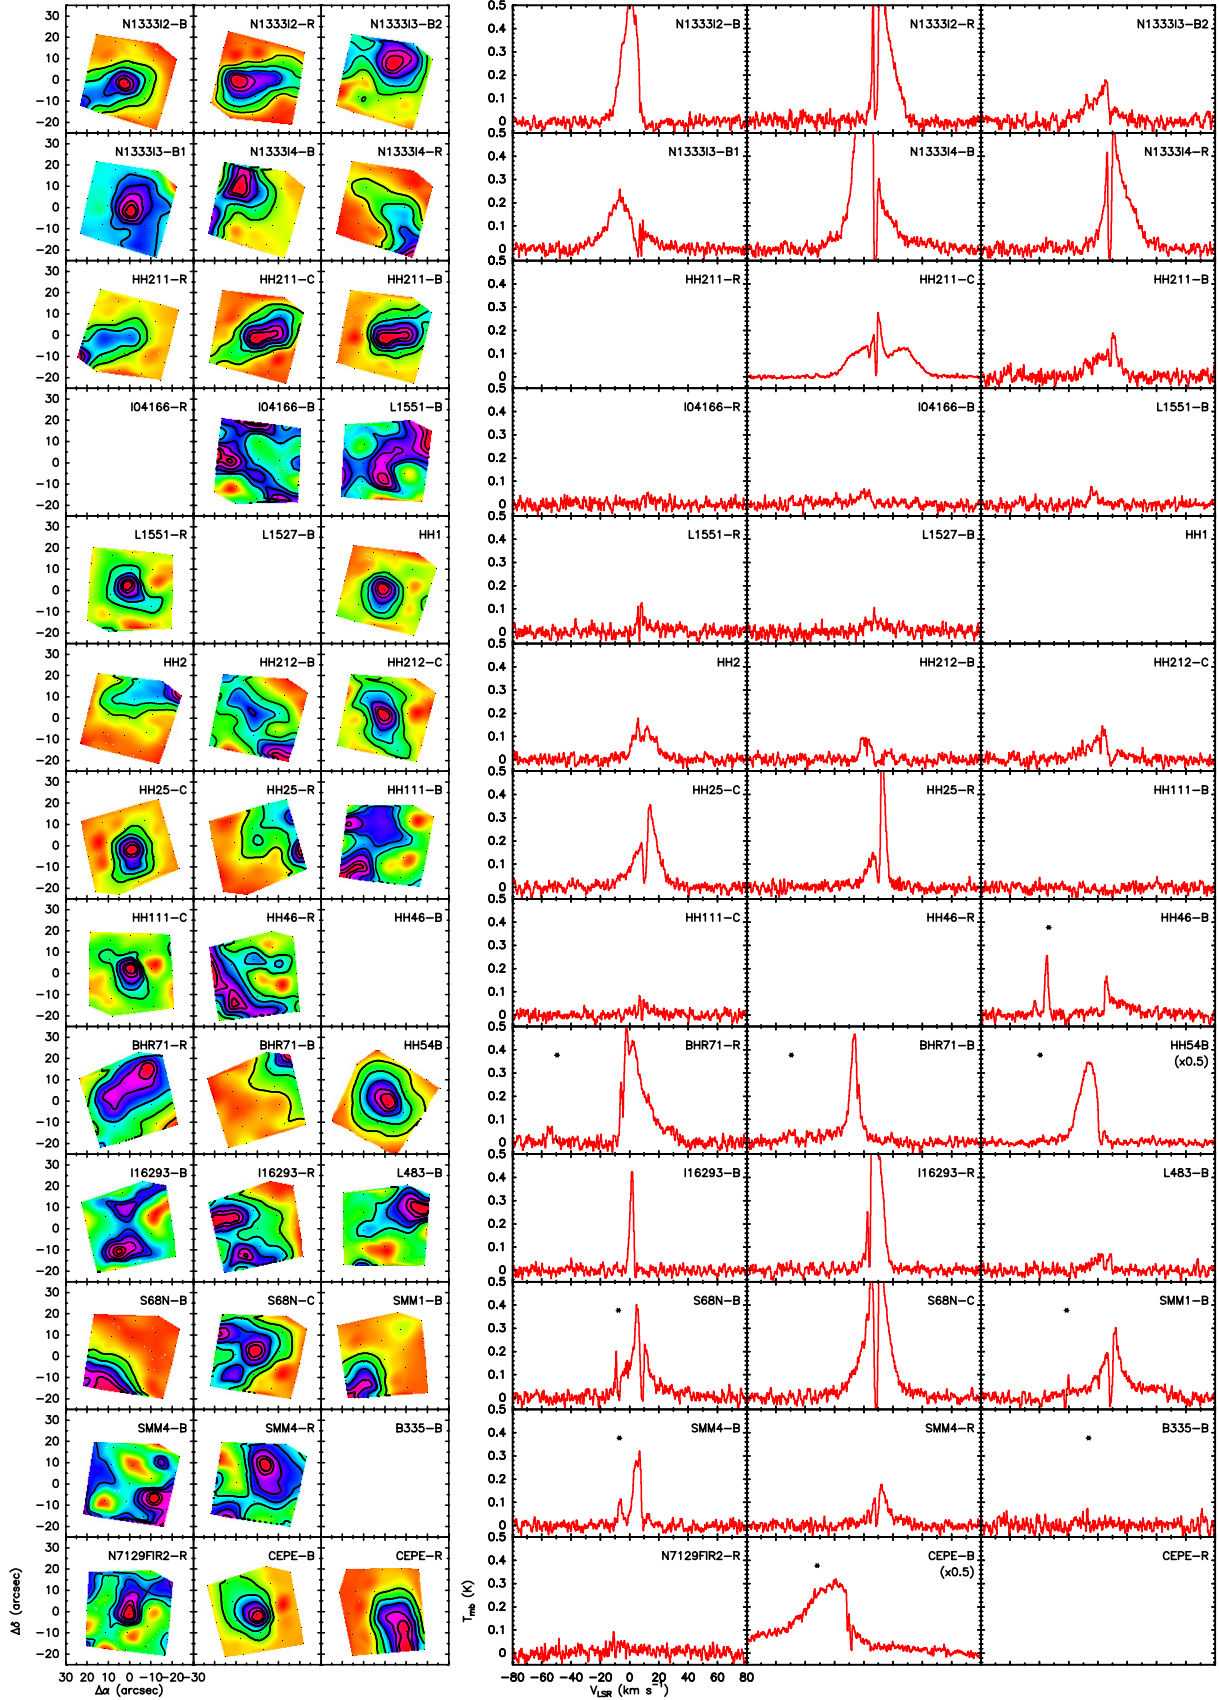 N1333I2-B N1333I2-R N1333I3-B2 N1333I2-B N1333I2-R N1333I3-B2
N1333I3-B1 N1333I4-B N1333I4-R N1333I3-B1 N1333I4-B N1333I4-R
HH211-R HH211-C HH211-B HH211-R HH211-C HH211-B
I04166-R I04166-B L1551-B I04166-R I04166-B L1551-B
L1551-R L1527-B HH1 L1551-R L1527-B HH1
HH2 HH212-B HH212-C HH2 HH212-B HH212-C
HH25-C HH25-R HH111-B HH25-C HH25-R HH111-B
HH111-C HH46-R HH46-B HH111-C HH46-R HH46-B
*
BHR71-R BHR71-B HH54B BHR71-R BHR71-B HH54B
* * * (x0.5)
I16293-B I16293-R L483-B I16293-B I16293-R L483-B
S68N-B S68N-C SMM1-B S68N-B S68N-C SMM1-B
* *
SMM4-B SMM4-R B335-B SMM4-B SMM4-R B335-B
* *
N7129FIR2-R CEPE-B CEPE-R N7129FIR2-R CEPE-B CEPE-R
* (x0.5)
30 20 10 0 -10 -20
0.5 0.4 0.3 0.2 0.1 0
30 20 10 0 -10 -20 -30
-80 -60 -40 -20 0 20 40 60 80
Δδ (arcsec)
Δα (arcsec)
T_mb (K)
V_LSR (km s⁻¹)